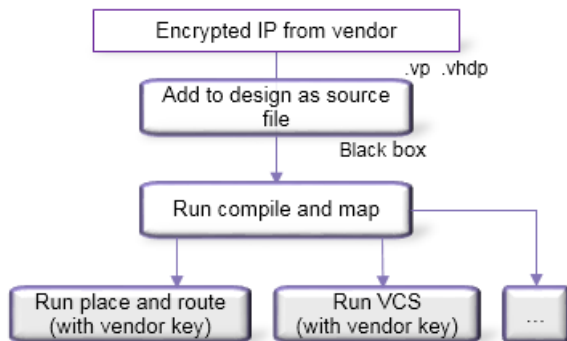 Encrypted IP from vendor
.vp .vhdp
Add to design as source
file
Black box
Run compile and map
Run place and route
(with vendor key)
Run VCS
(with vendor key)
...